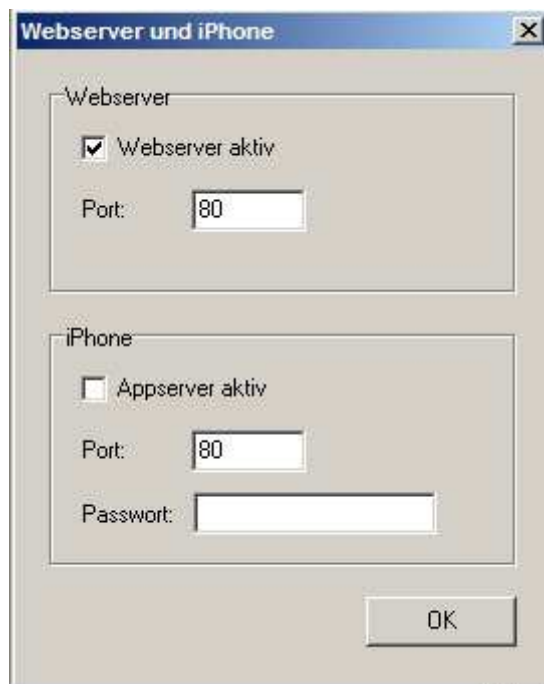 Webserver und iPhone
Webserver
Webserver aktiv
Port: 80
iPhone
Appserver aktiv
Port: 80
Passwort:
OK